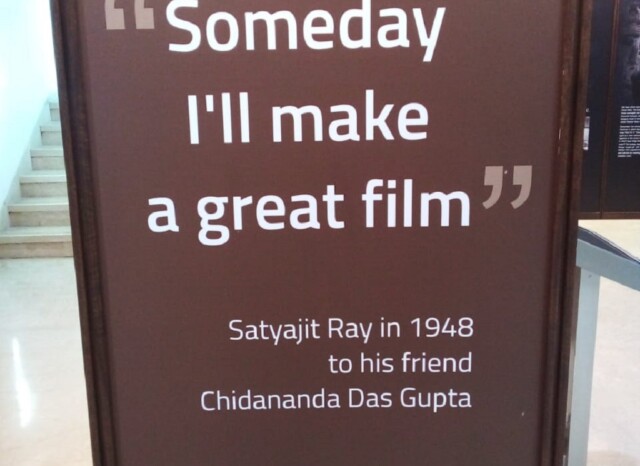 “Someday
I'll make
a great film”
Satyajit Ray in 1948
to his friend
Chidananda Das Gupta